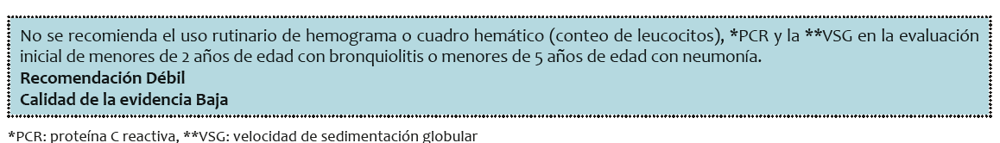 No se recomienda el uso rutinario de hemograma o cuadro hemático (conteo de leucocitos), *PCR y la **VSG en la evaluación
inicial de menores de 2 años de edad con bronquiolitis o menores de 5 años de edad con neumonía.
Recomendación Débil
Calidad de la evidencia Baja
*PCR: proteína C reactiva, **VSG: velocidad de sedimentación globular